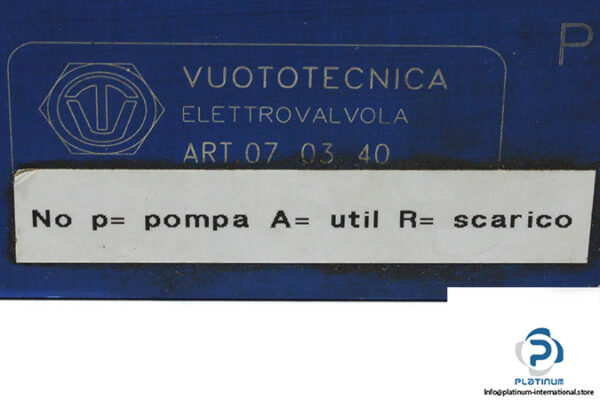 P
VUOTOTECNICA
ELETTROVALVOLA
ART.07 03 40
No p= pompa A= util R= scarico
PLATINUM
Info@platinum-international.store